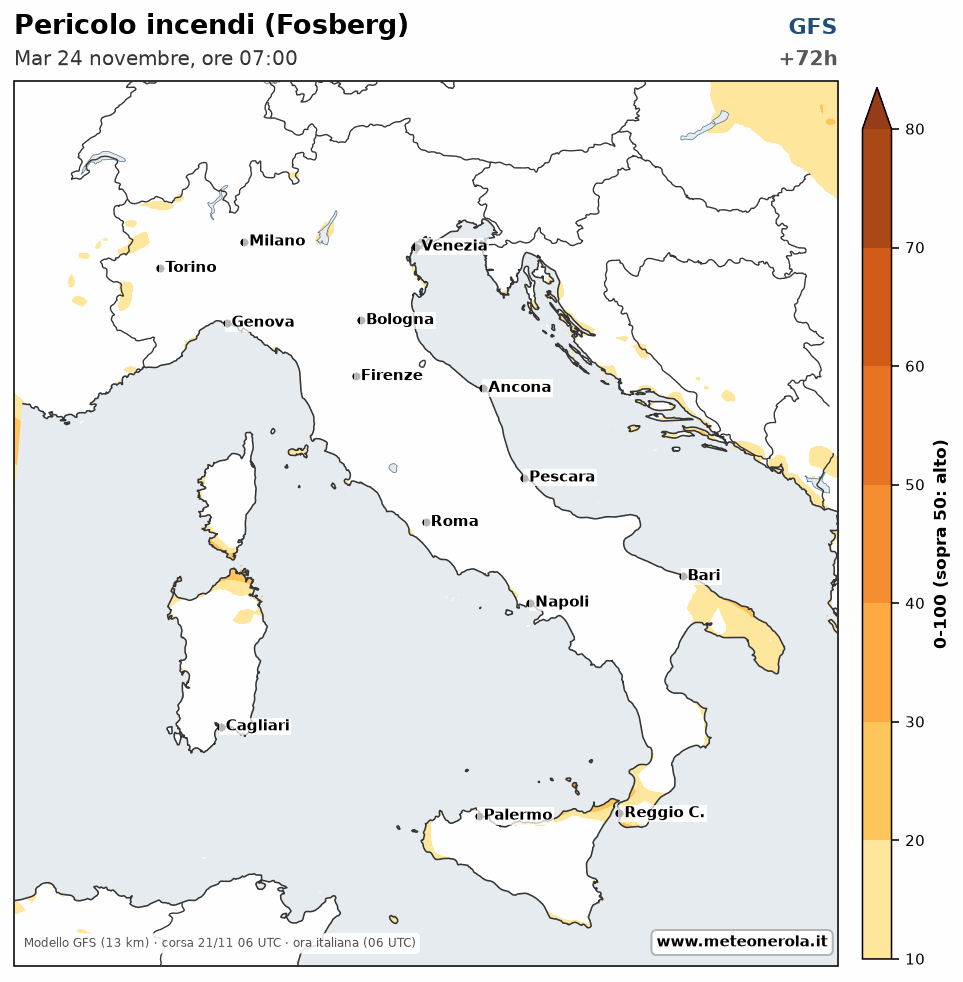 Pericolo incendi (Fosberg)
GFS
Mar 24 novembre, ore 07:00
+72h
80
70
60
50
40
30
20
10
0-100 (sopra 50: alto)
Milano
Venezia
Torino
Genova
Bologna
Firenze
Ancona
Pescara
Roma
Bari
Napoli
Cagliari
Palermo
Reggio C.
Modello GFS (13 km) · corsa 21/11 06 UTC · ora italiana (06 UTC)
www.meteonerola.it